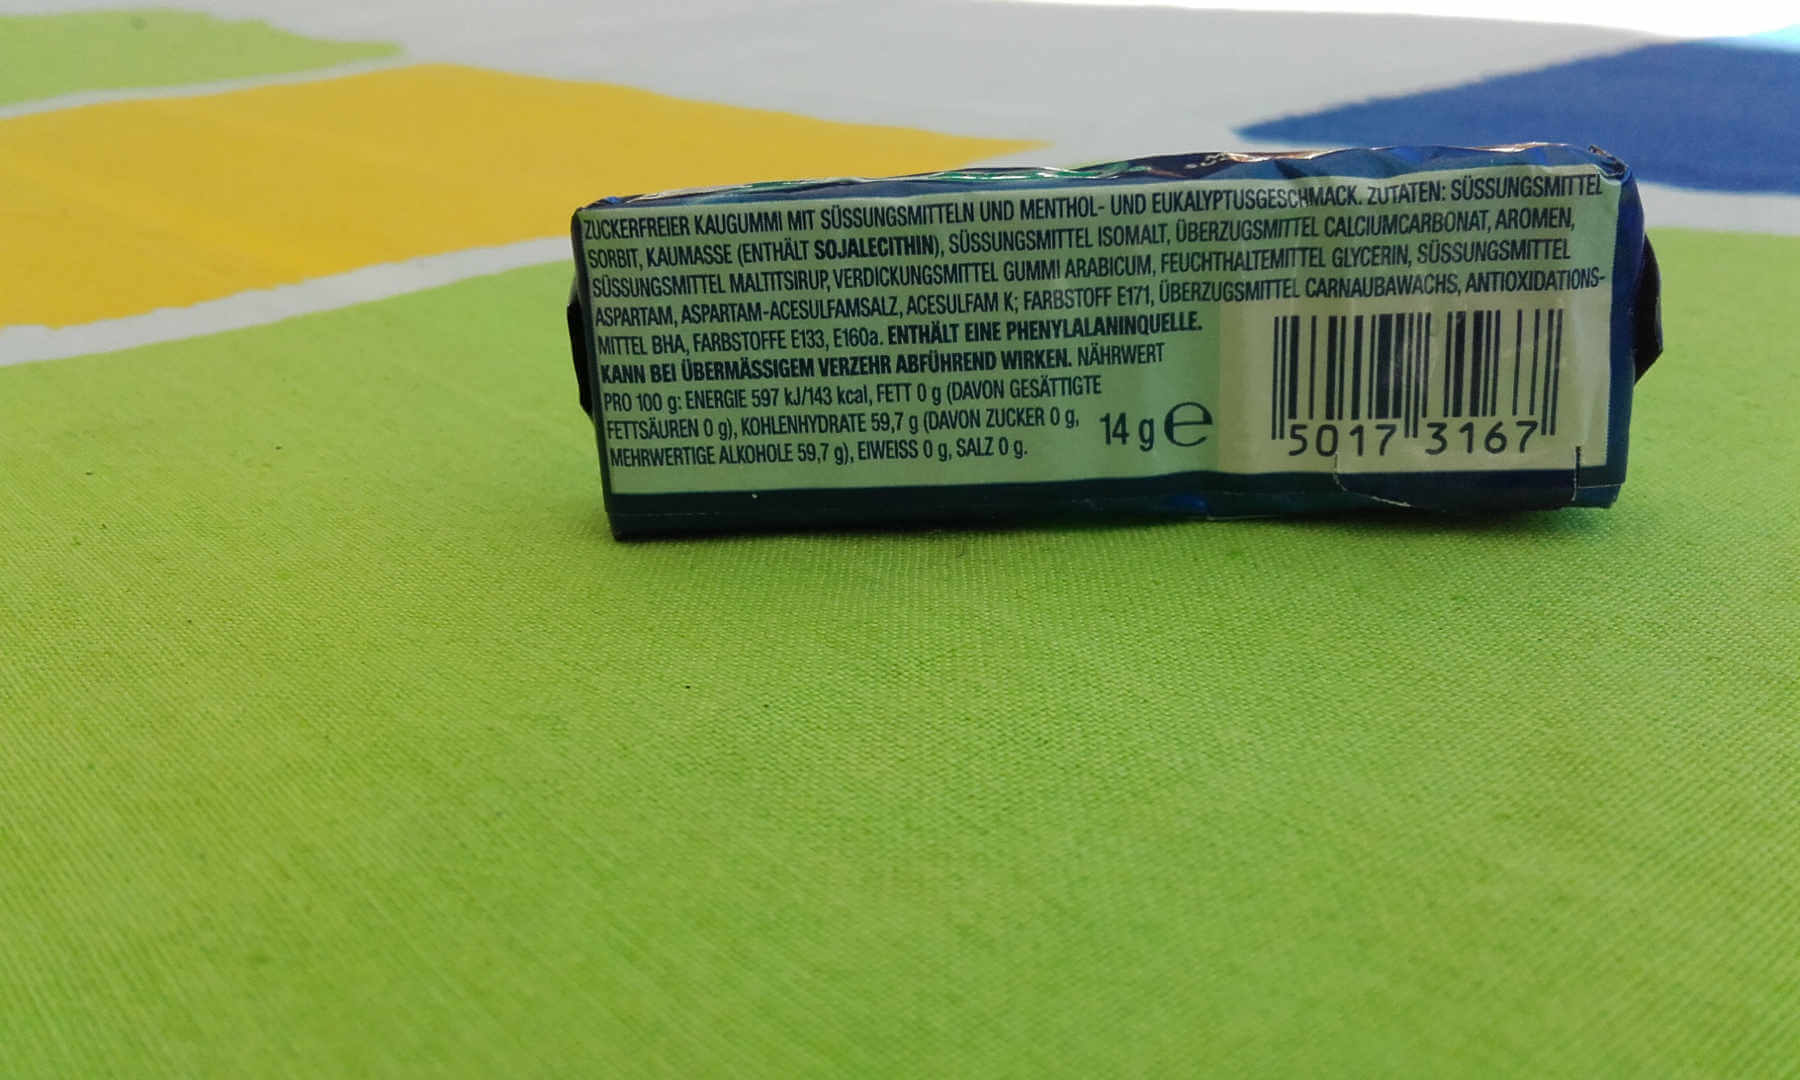 ZUCKERFREIER KAUGUMMI MIT SÜSSUNGSMITTELN UND MENTHOL- UND EUKALYPTUSGESCHMACK. ZUTATEN: SÜSSUNGSMITTEL
SORBIT, KAUMASSE (ENTHÄLT SOJALECITHIN), SÜSSUNGSMITTEL ISOMALT, ÜBERZUGSMITTEL CALCIUMCARBONAT, AROMEN,
SÜSSUNGSMITTEL MALTITSIRUP, VERDICKUNGSMITTEL GUMMI ARABICUM, FEUCHTHALTEMITTEL GLYCERIN, SÜSSUNGSMITTEL
ASPARTAM, ASPARTAM-ACESULFAMSALZ, ACESULFAM K; FARBSTOFF E171, ÜBERZUGSMITTEL CARNAUBAWACHS, ANTIOXIDATIONS-
MITTEL BHA, FARBSTOFFE E133, E160a. ENTHÄLT EINE PHENYLALANINQUELLE.
KANN BEI ÜBERMÄSSIGEM VERZEHR ABFÜHREND WIRKEN. NÄHRWERT
PRO 100 g: ENERGIE 597 kJ/143 kcal, FETT 0 g (DAVON GESÄTTIGTE
FETTSÄUREN 0 g), KOHLENHYDRATE 59,7 g (DAVON ZUCKER 0 g,
MEHRWERTIGE ALKOHOLE 59,7 g), EIWEISS 0 g, SALZ 0 g.
14 g e
5017 3167